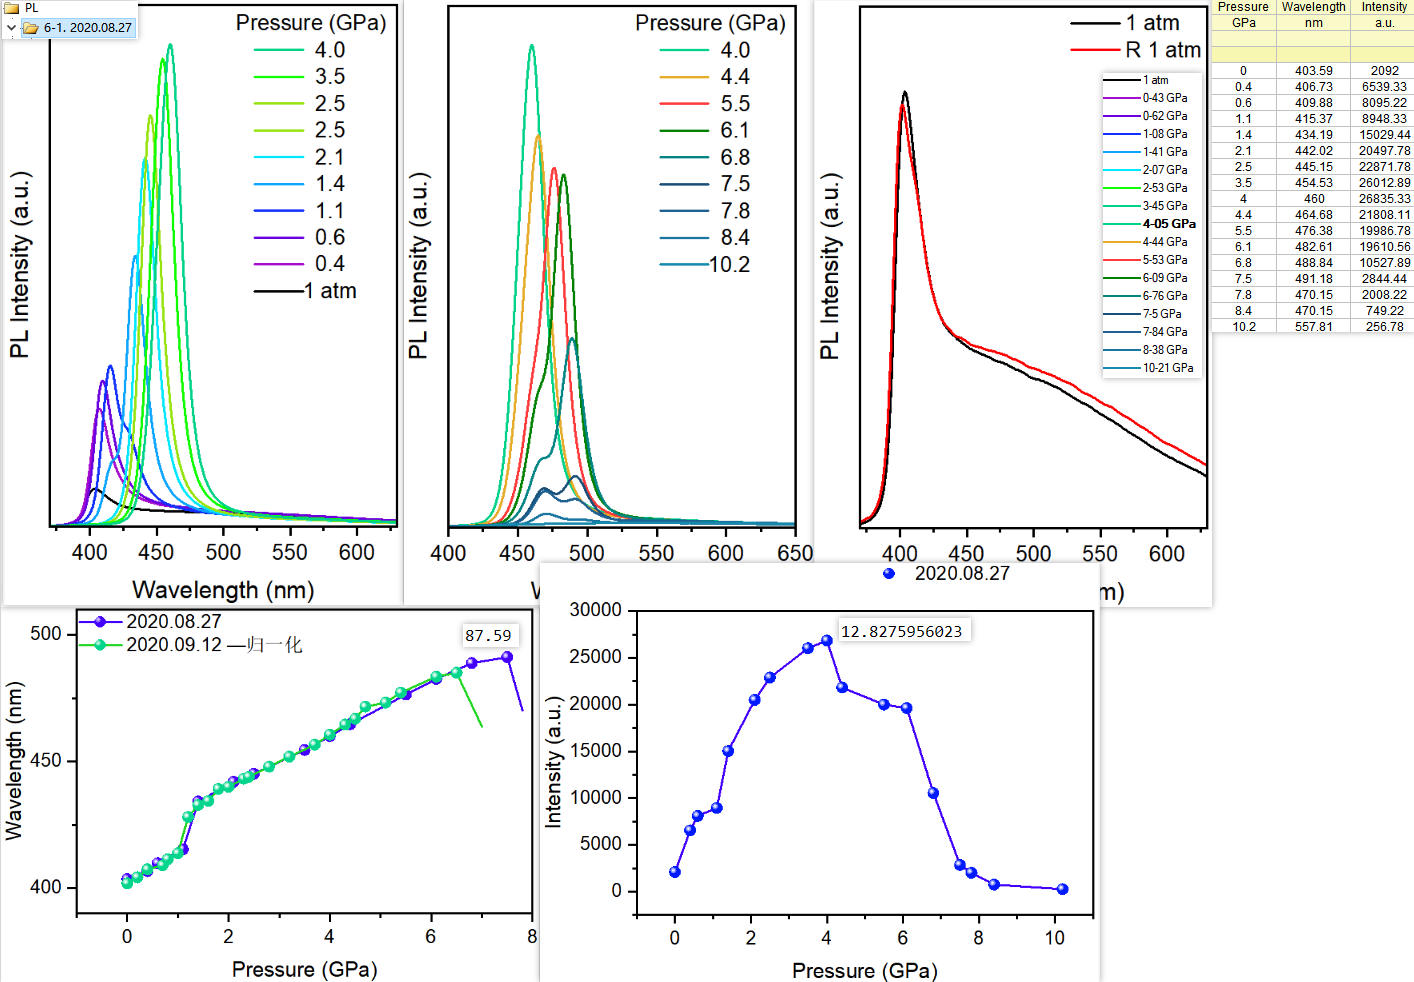 PL
6-1. 2020.08.27
Pressure (GPa)
4.0
3.5
2.5
2.5
2.1
1.4
1.1
0.6
0.4
1 atm
PL Intensity (a.u.)
400
450
500
550
600
Wavelength (nm)
Pressure (GPa)
4.0
4.4
5.5
6.1
6.8
7.5
7.8
8.4
10.2
PL Intensity (a.u.)
400
450
500
550
600
650
1 atm
R 1 atm
1 atm
0-43 GPa
0-62 GPa
1-08 GPa
1-41 GPa
2-07 GPa
2-53 GPa
3-45 GPa
4-05 GPa
4-44 GPa
5-53 GPa
6-09 GPa
6-76 GPa
7-5 GPa
7-84 GPa
8-38 GPa
10-21 GPa
PL Intensity (a.u.)
400
450
500
550
600
m)
Pressure Wavelength Intensity
GPa nm a.u.
0 403.59 2092
0.4 406.73 6539.33
0.6 409.88 8095.22
1.1 415.37 8948.33
1.4 434.19 15029.44
2.1 442.02 20497.78
2.5 445.15 22871.78
3.5 454.53 26012.89
4 460 26835.33
4.4 464.68 21808.11
5.5 476.38 19986.78
6.1 482.61 19610.56
6.8 488.84 10527.89
7.5 491.18 2844.44
7.8 470.15 2008.22
8.4 470.15 749.22
10.2 557.81 256.78
2020.08.27
2020.09.12 —归一化
87.59
500
450
400
Wavelength (nm)
0
2
4
6
8
Pressure (GPa)
2020.08.27
12.8275956023
30000
25000
20000
15000
10000
5000
0
Intensity (a.u.)
0
2
4
6
8
10
Pressure (GPa)